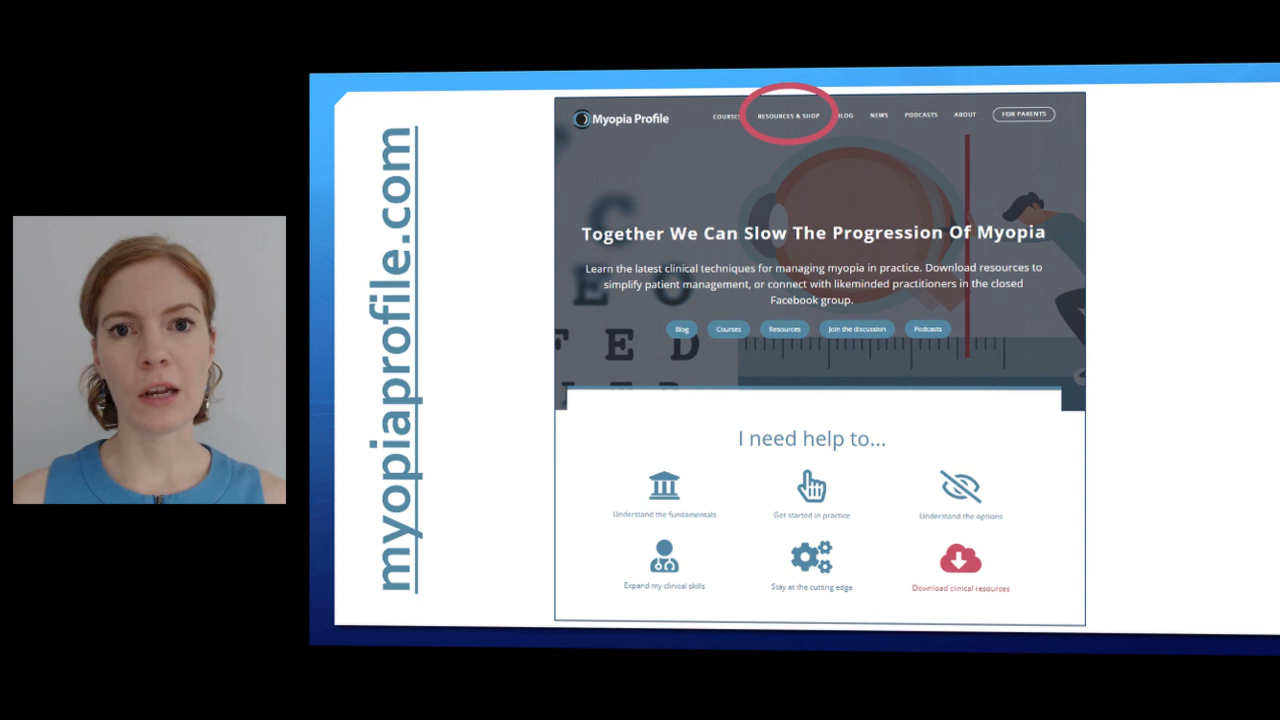 myopiaprofile.com
Myopia Profile
COURSES
RESOURCES & SHOP
BLOG
NEWS
PODCASTS
ABOUT
FOR PARENTS
Together We Can Slow The Progression Of Myopia
Learn the latest clinical techniques for managing myopia in practice. Download resources to
simplify patient management, or connect with likeminded practitioners in the closed
Facebook group.
Blog
Courses
Resources
Join the discussion
Podcasts
C
E O
F E D
I need help to...
Understand the fundamentals
Get started in practice
Understand the options
Expand my clinical skills
Stay at the cutting edge
Download clinical resources